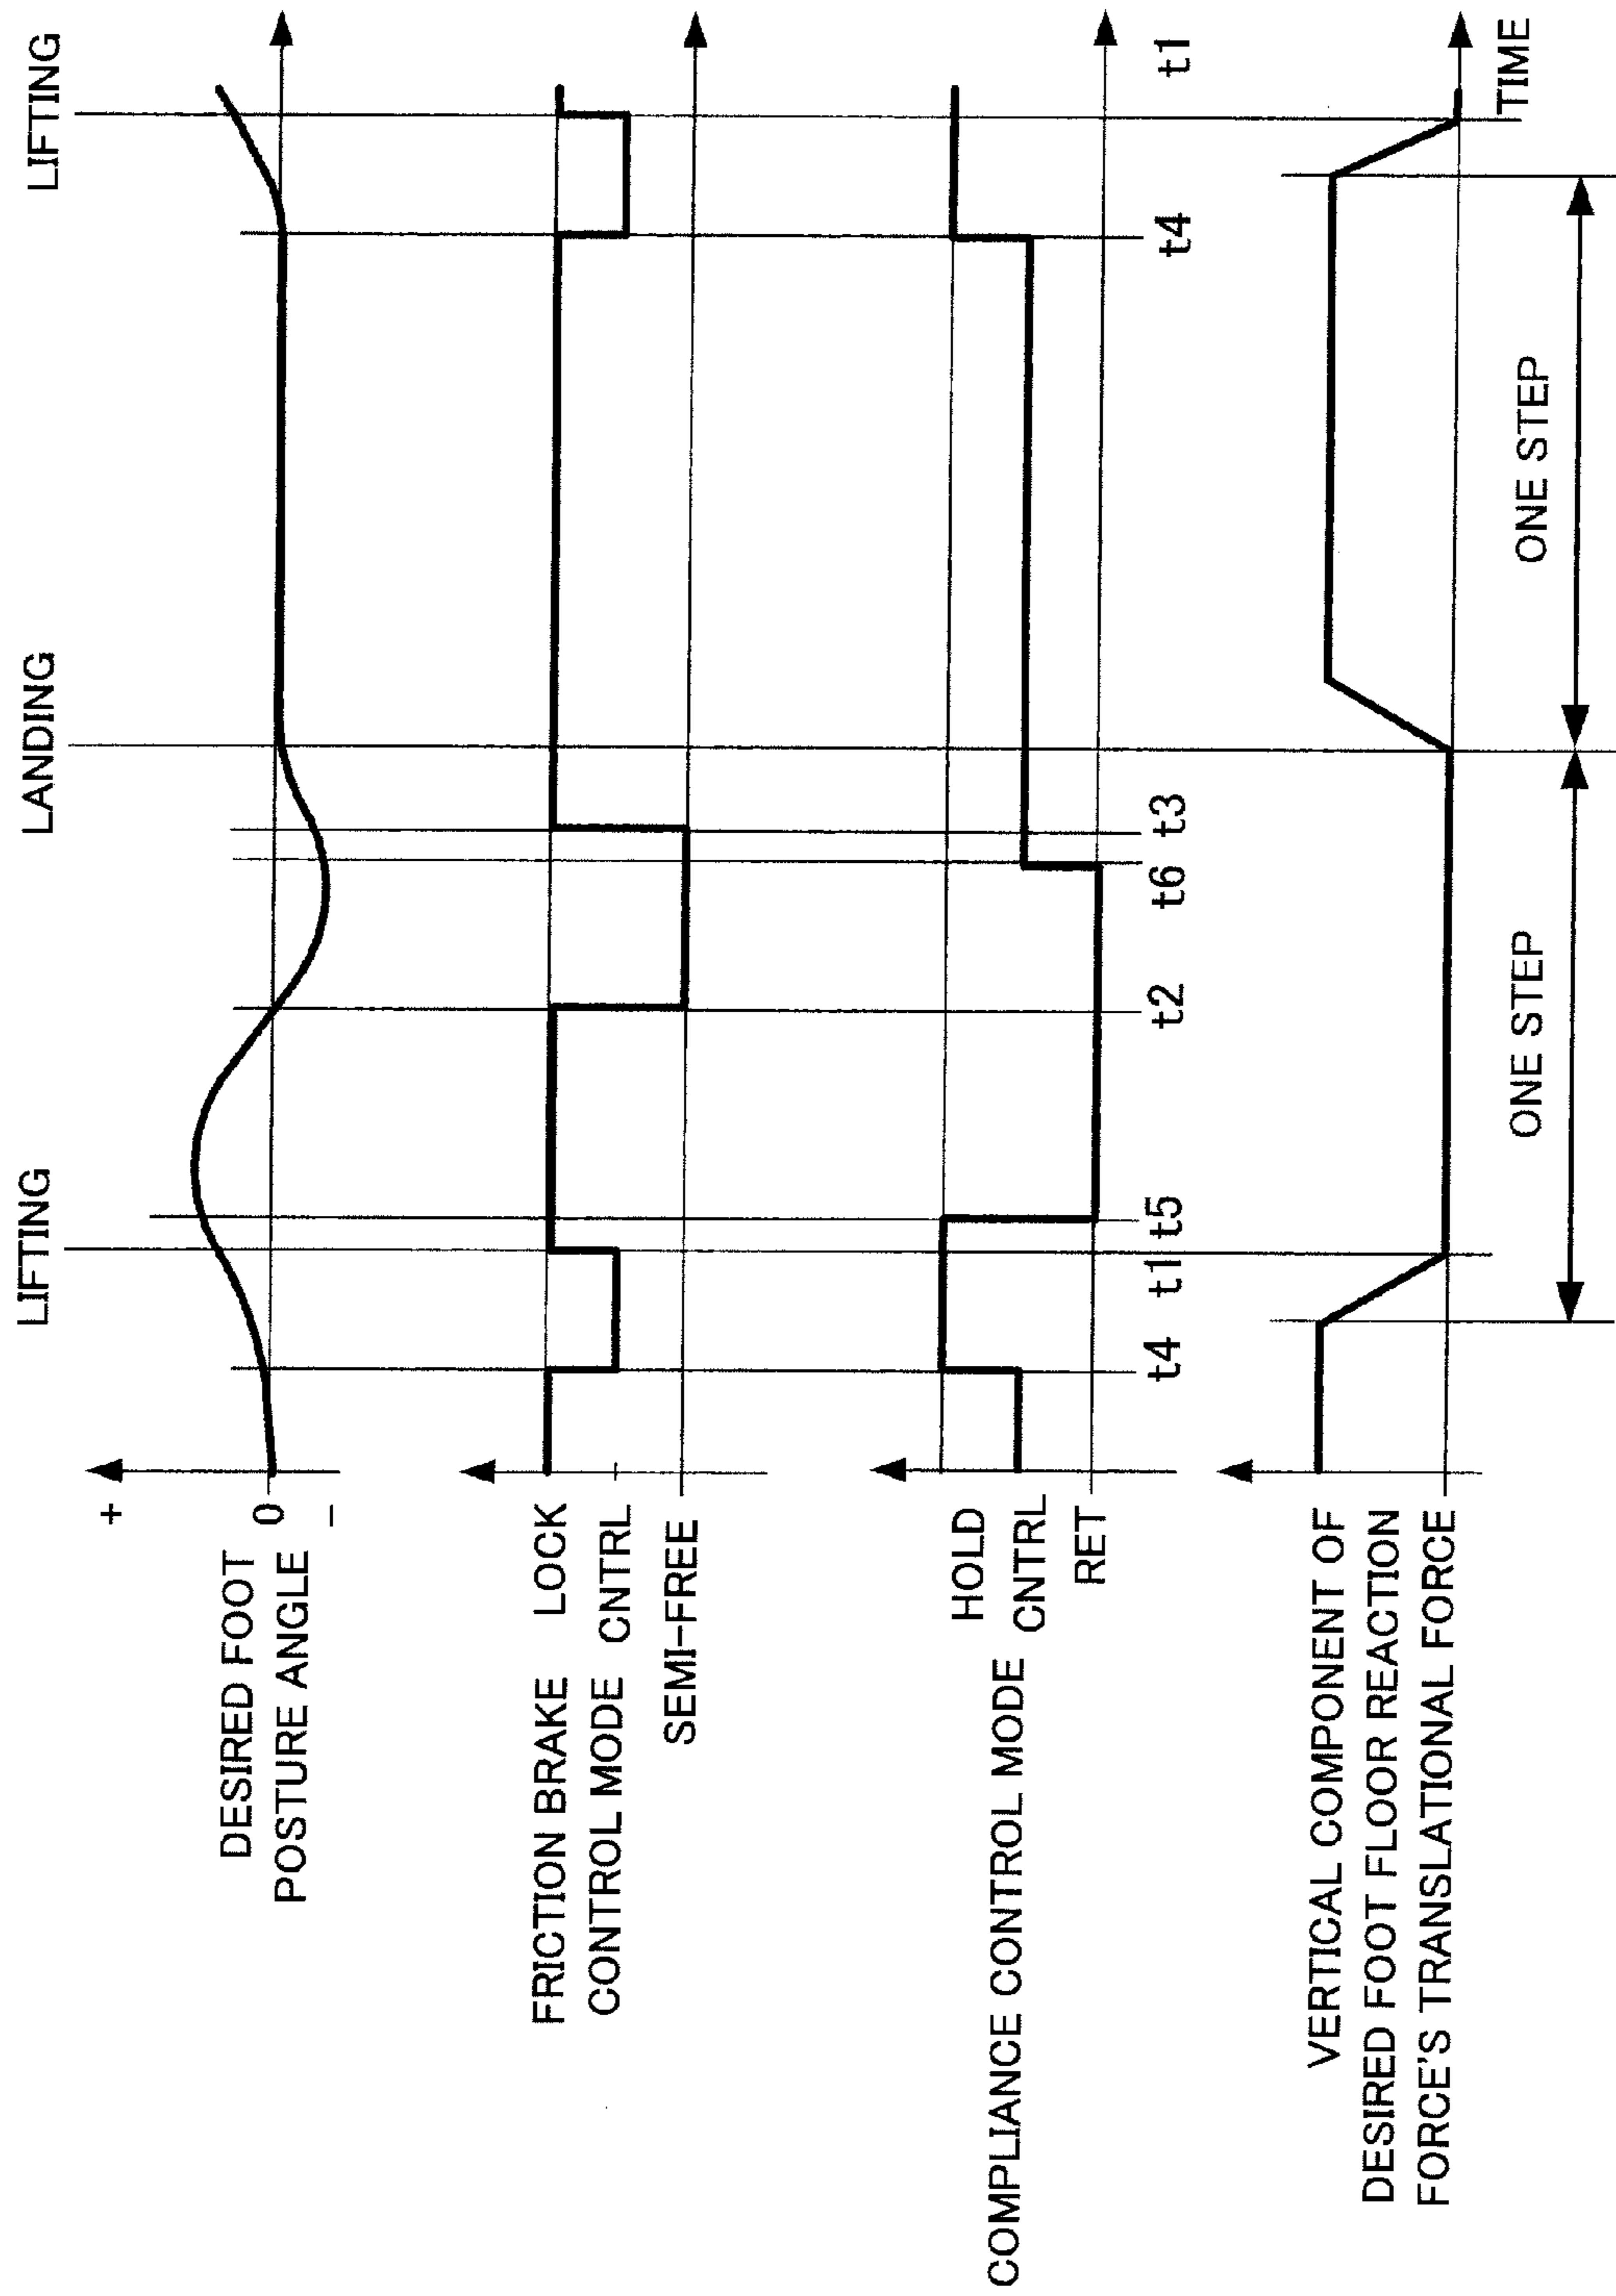 LIFTING
LANDING
LIFTING
+
0
−
DESIRED FOOT
POSTURE ANGLE
LOCK
FRICTION BRAKE
CONTROL MODE CNTRL
SEMI-FREE
HOLD
COMPLIANCE CONTROL MODE CNTRL
RET
t4 t1 t5 t2 t6 t3 t4 t1
VERTICAL COMPONENT OF
DESIRED FOOT FLOOR REACTION
FORCE'S TRANSLATIONAL FORCE
TIME
ONE STEP
ONE STEP